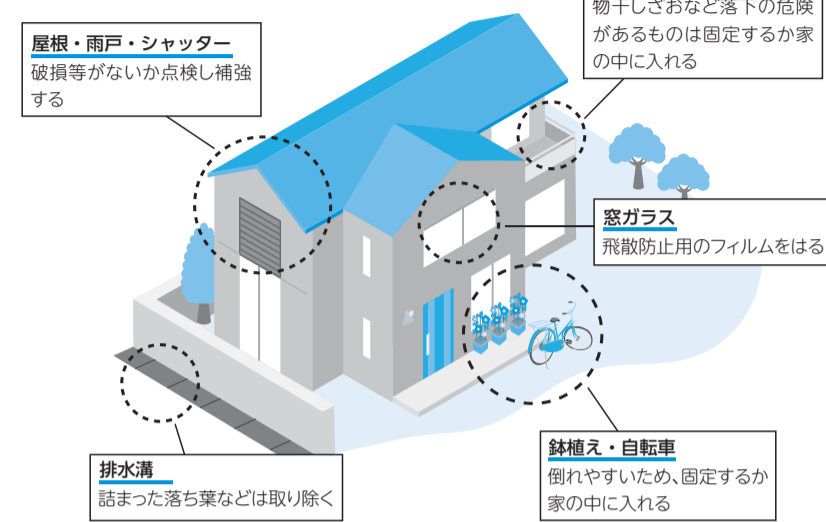 物干しざおなど落下の危険
があるものは固定するか家
の中に入れる
屋根・雨戸・シャッター
破損等がないか点検し補強
する
窓ガラス
飛散防止用のフィルムをはる
鉢植え・自転車
倒れやすいため、固定するか
家の中に入れる
排水溝
詰まった落ち葉などは取り除く